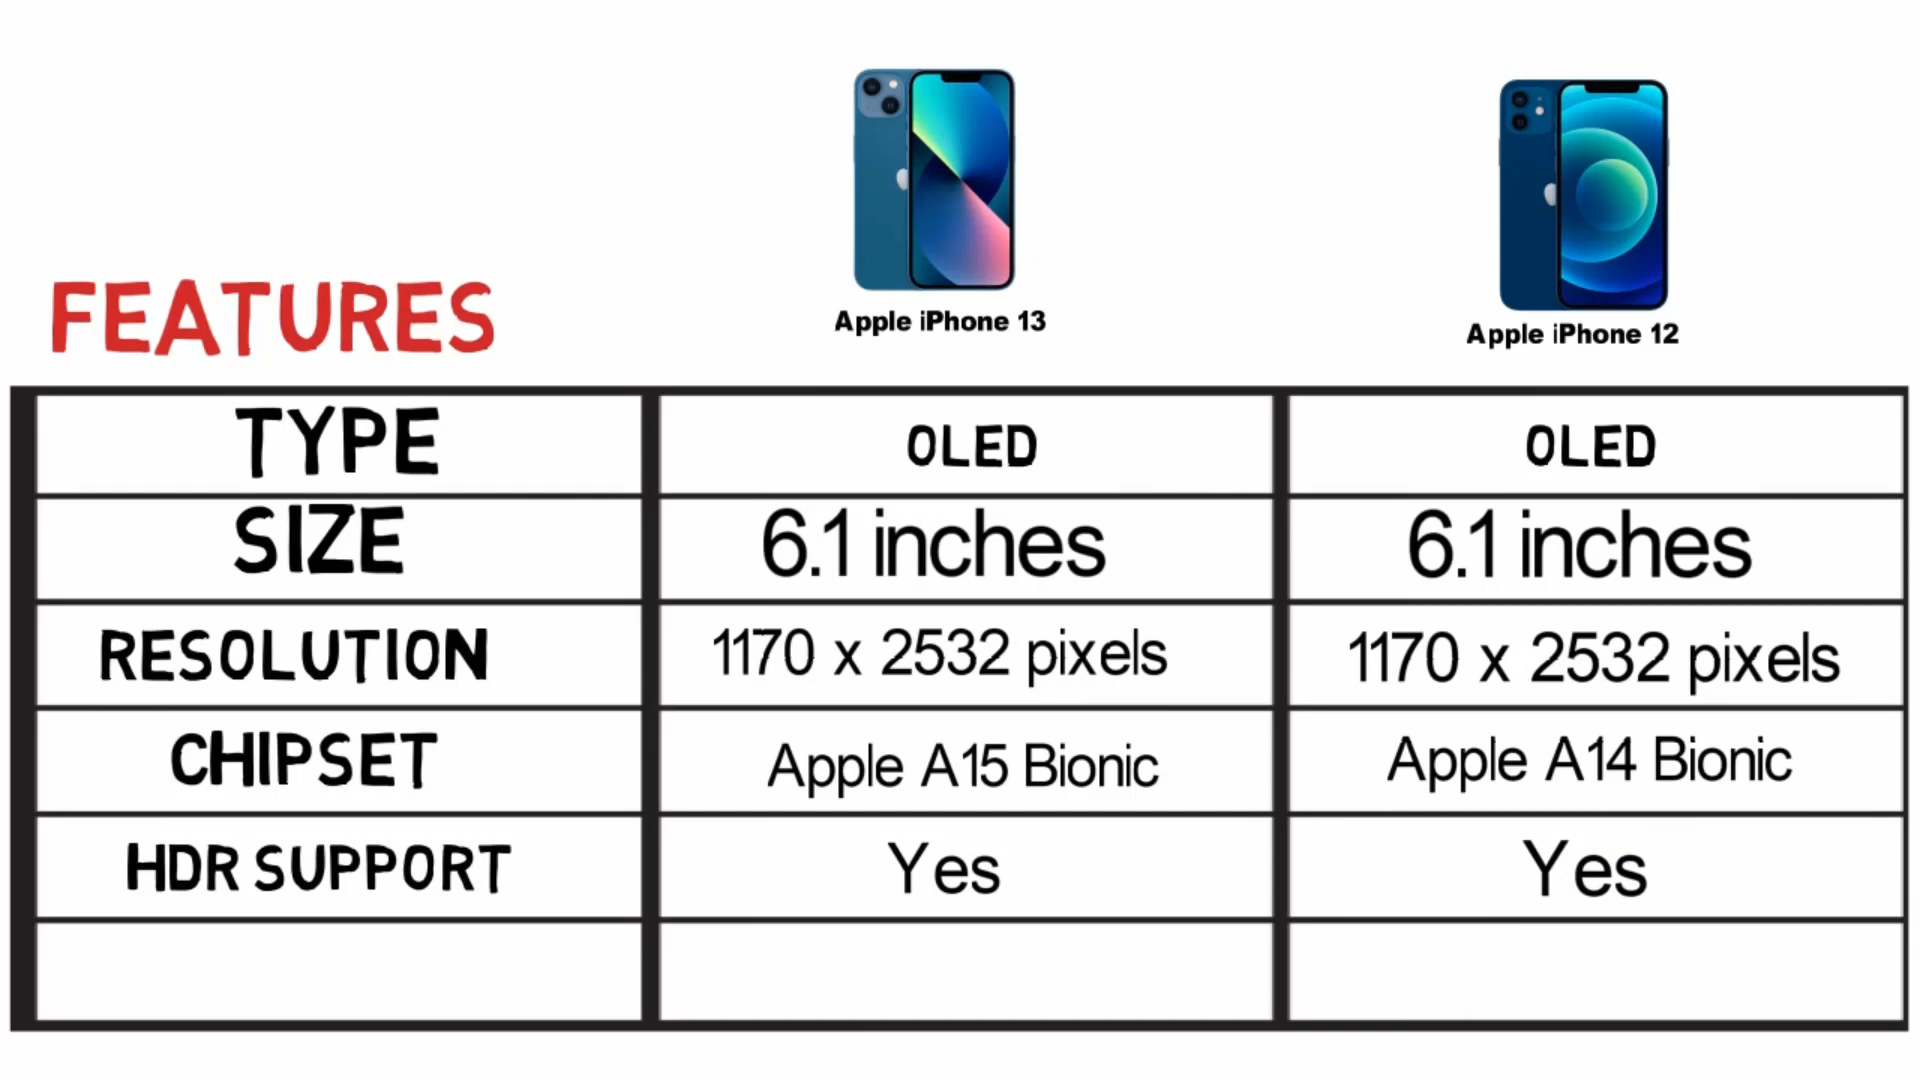 Apple iPhone 13
Apple iPhone 12
FEATURES
TYPE OLED OLED
SIZE 6.1 inches 6.1 inches
RESOLUTION 1170 x 2532 pixels 1170 x 2532 pixels
CHIPSET Apple A15 Bionic Apple A14 Bionic
HDR SUPPORT Yes Yes